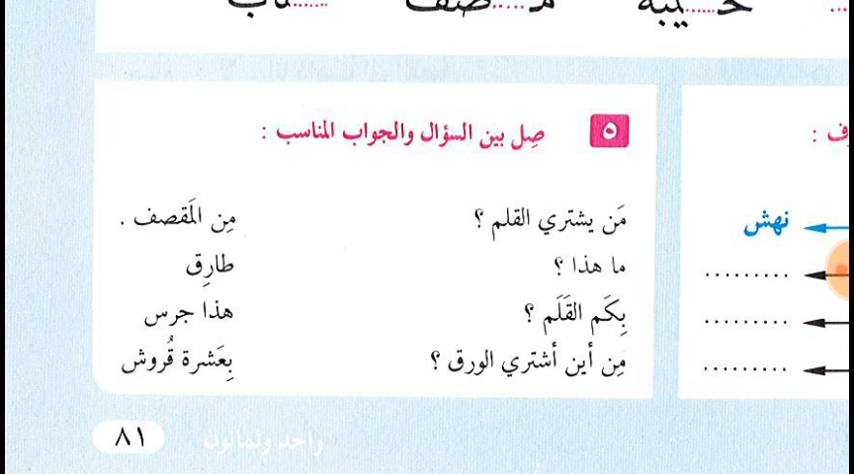 ٥ صِل بين السؤال والجواب المناسب :
مَن يشتري القلم ؟ مِن المَقصف .
ما هذا ؟ طارِق
بِكَم القَلَم ؟ هذا جرس
مِن أين أشتري الورق ؟ بِعَشرة قُروش
نهش
.........
.........
.........
واحد وثمانون ٨١